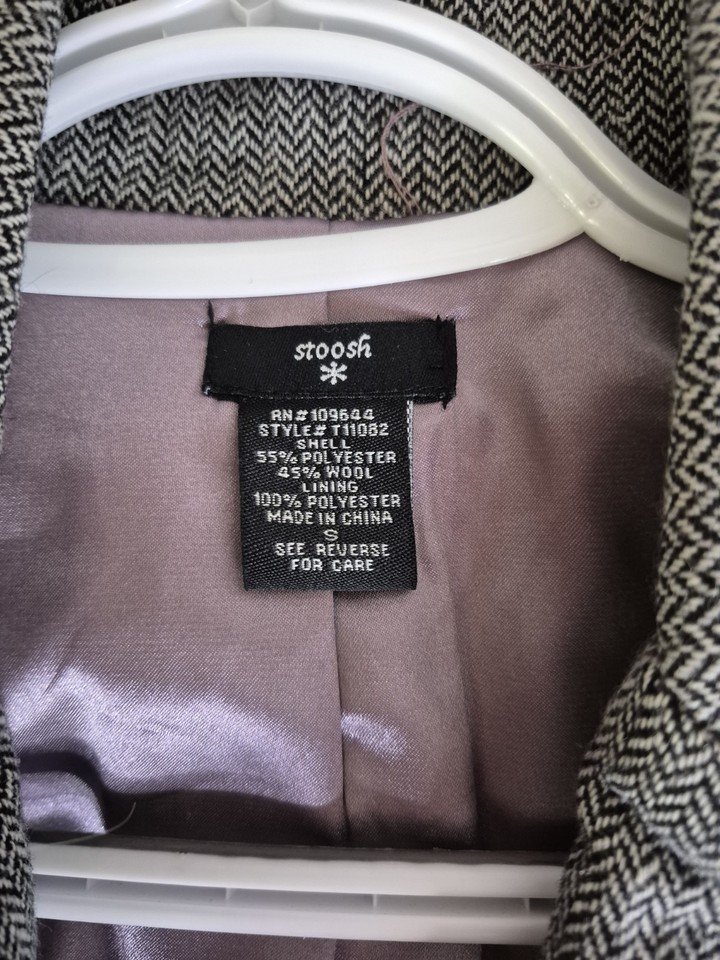 stoosh
*
RN#109644
STYLE# T11082
SHELL
55% POLYESTER
45% WOOL
LINING
100% POLYESTER
MADE IN CHINA
S
SEE REVERSE
FOR CARE